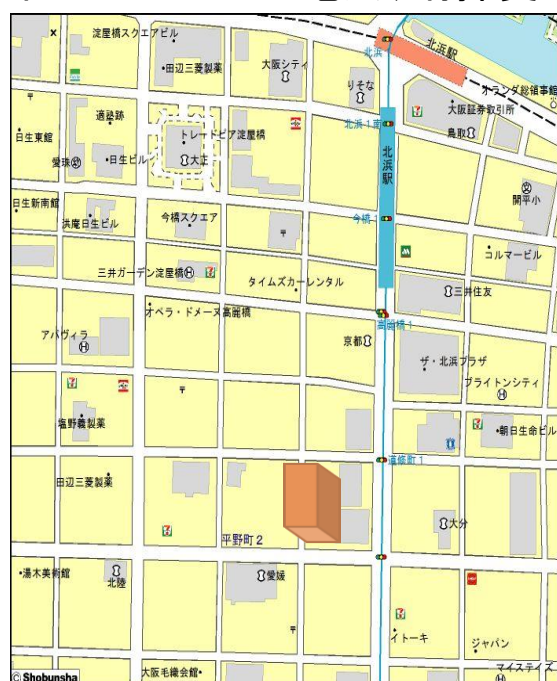 淀屋橋スクエアビル
北浜
北浜駅
田辺三菱製薬
大阪シティ
りそな
オランダ総領事館
大阪証券取引所
適塾跡
トレードピア淀屋橋
北浜1南
鳥取
日生東館
愛珠
日生ビル
大正
北浜駅
開平小
日生新南館
洪庵日生ビル
今橋スクエア
今橋1
コルマービル
三井ガーデン淀屋橋
タイムズカーレンタル
三井住友
オペラ・ドメーヌ高麗橋
高麗橋1
アパヴィラ
京都
ザ・北浜プラザ
ブライトンシティ
塩野義製薬
朝日生命ビル
道修町1
田辺三菱製薬
平野町2
大分
湯木美術館
北陸
愛媛
イトーキ
ジャパン
大阪毛織会館
マイステイズ
© Shobunsha